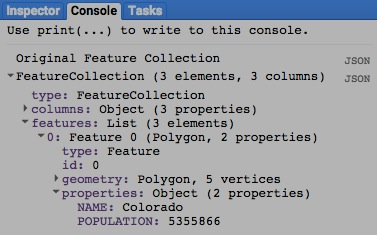 Inspector Console Tasks
Use print(...) to write to this console.
Original Feature Collection JSON
FeatureCollection (3 elements, 3 columns) JSON
type: FeatureCollection
columns: Object (3 properties)
features: List (3 elements)
0: Feature 0 (Polygon, 2 properties)
type: Feature
id: 0
geometry: Polygon, 5 vertices
properties: Object (2 properties)
NAME: Colorado
POPULATION: 5355866